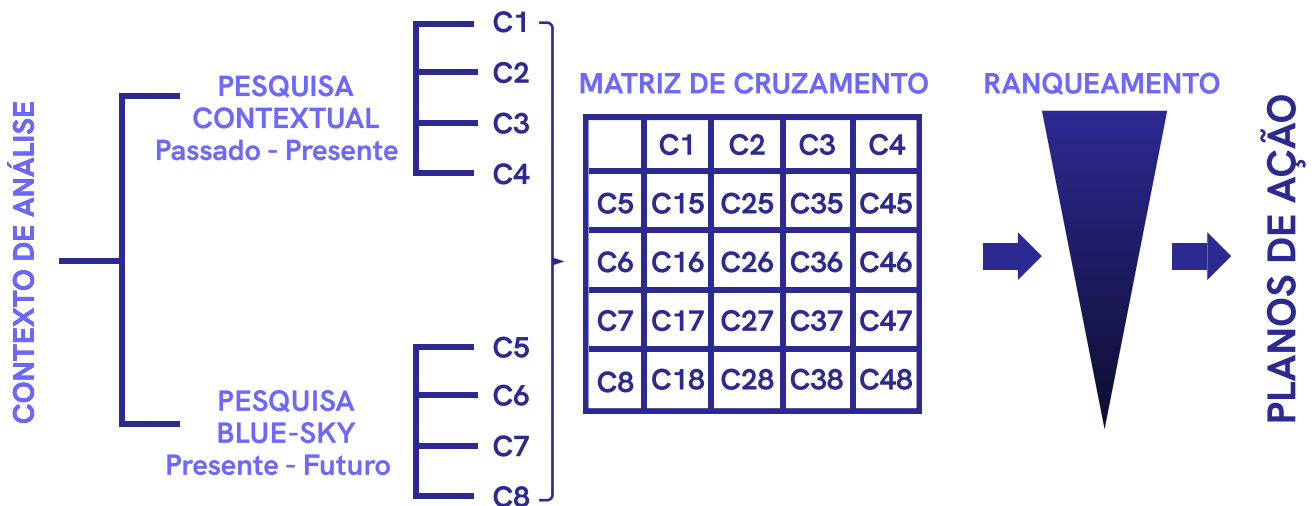 CONTEXTO DE ANÁLISE
PESQUISA
CONTEXTUAL
Passado - Presente
C1
C2
C3
C4
PESQUISA
BLUE-SKY
Presente - Futuro
C5
C6
C7
C8
MATRIZ DE CRUZAMENTO
C1 C2 C3 C4
C5 C15 C25 C35 C45
C6 C16 C26 C36 C46
C7 C17 C27 C37 C47
C8 C18 C28 C38 C48
RANQUEAMENTO
PLANOS DE AÇÃO